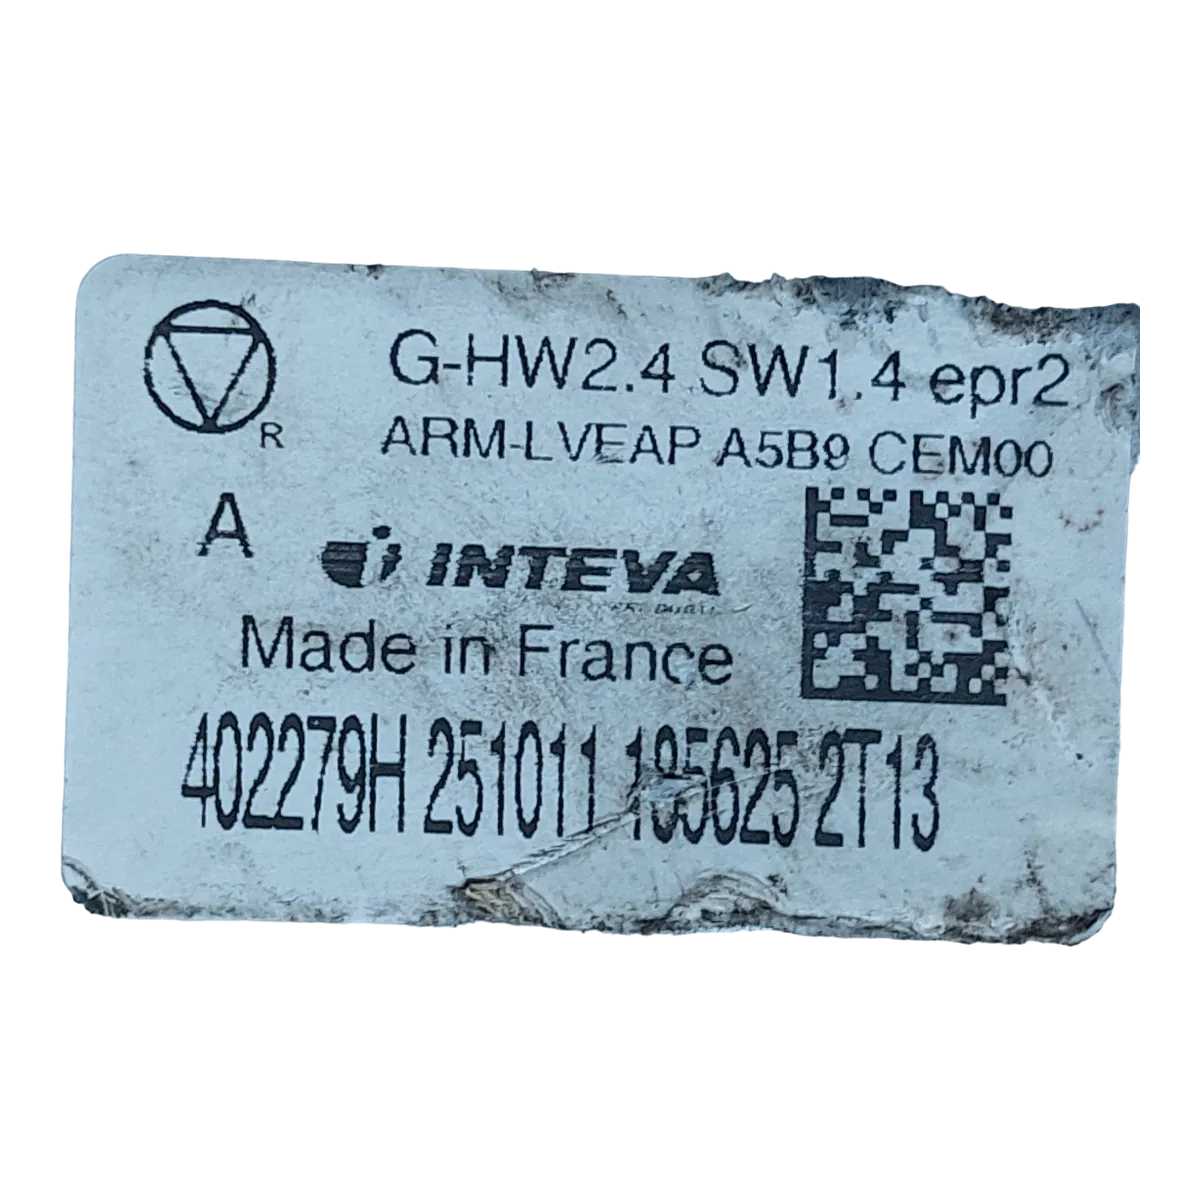 G-HW2.4 SW1.4 epr2
R
ARM-LVEAP A5B9 CEM00
A
INTEVA
Made in France
402279H 251011 185625 2T13